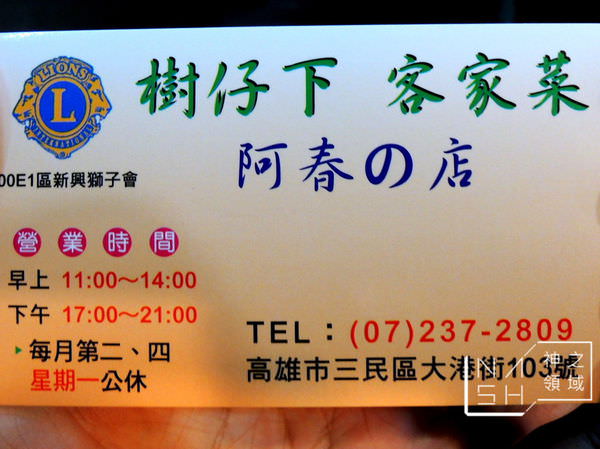 LIONS
L
INTERNATIONAL
樹仔下 客家菜
阿春の店
00E1區新興獅子會
營業時間
早上 11:00～14:00
下午 17:00～21:00
每月第二、四
星期一公休
TEL：(07)237-2809
高雄市三民區大港街103號
NISH 神之領域